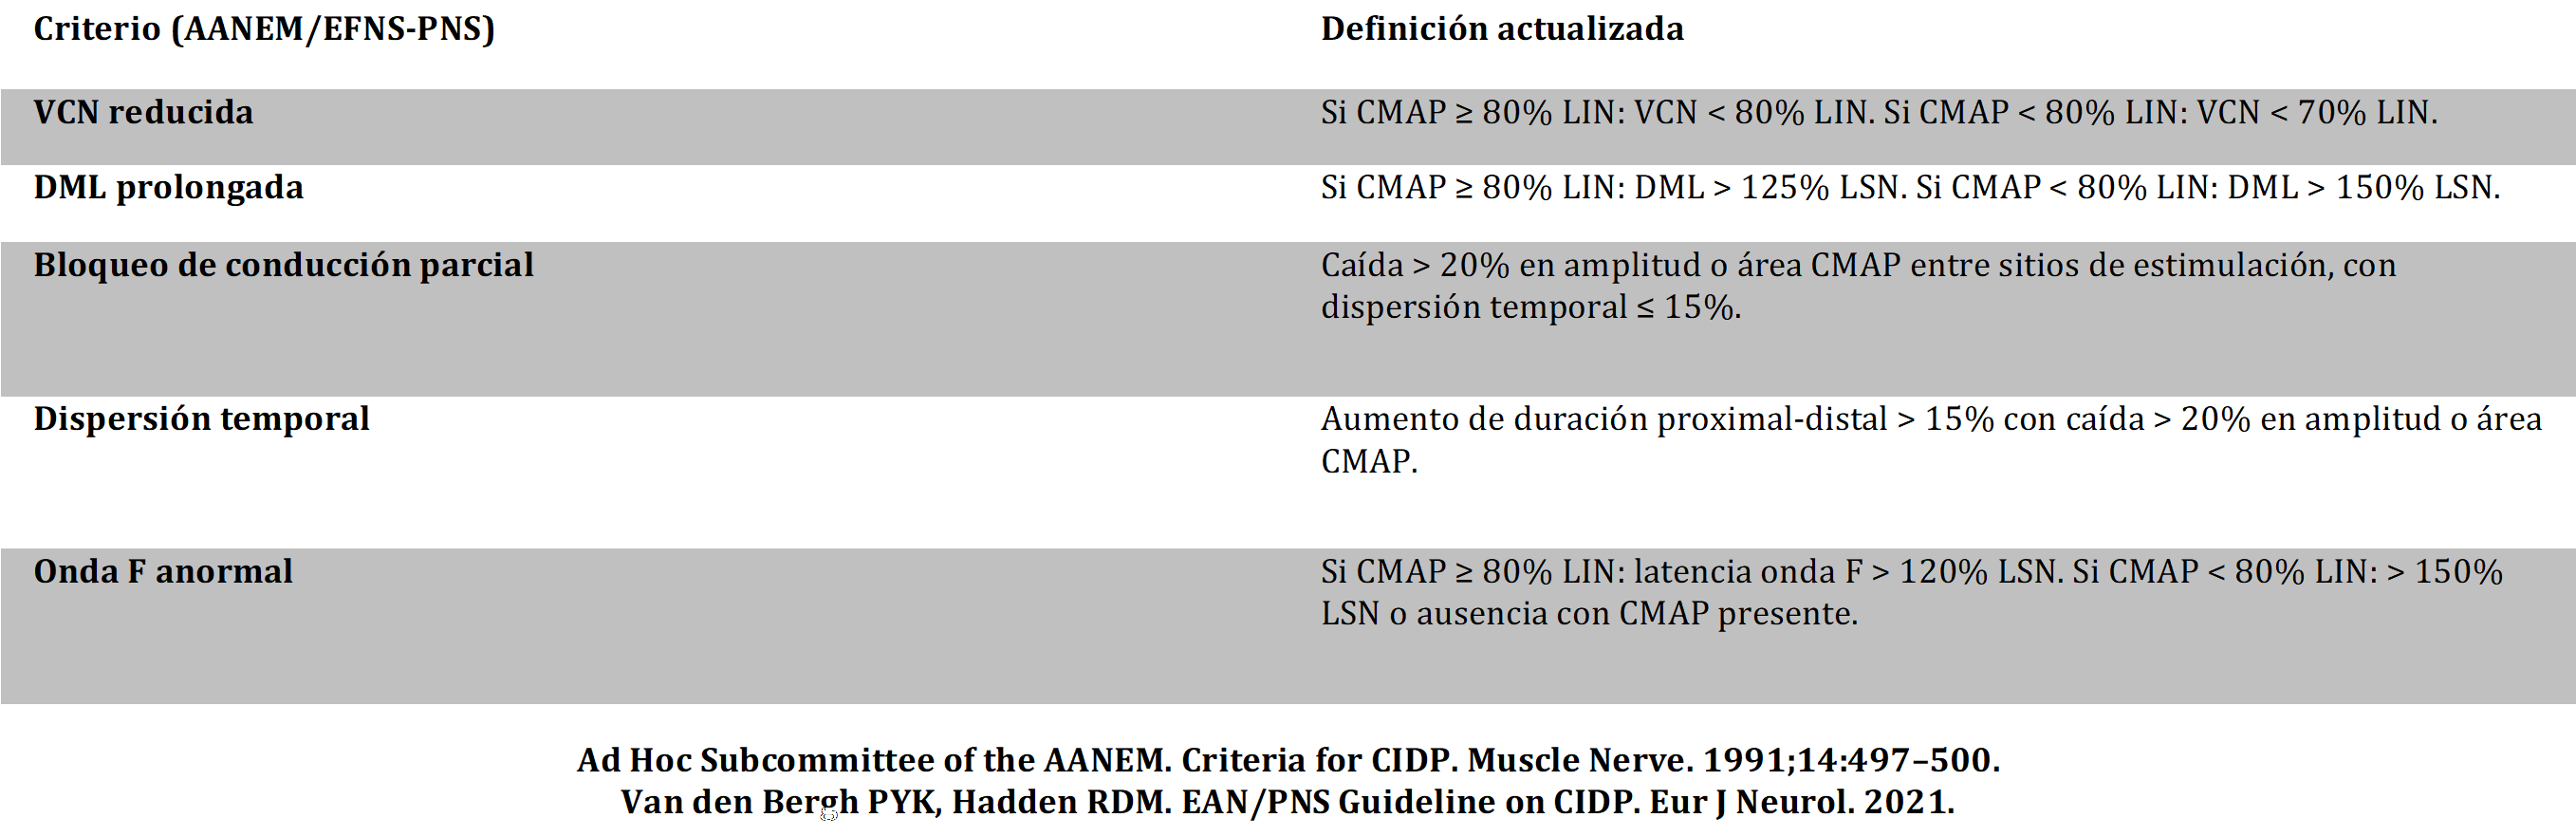 Criterio (AANEM/EFNS-PNS)
Definición actualizada
VCN reducida
Si CMAP ≥ 80% LIN: VCN < 80% LIN. Si CMAP < 80% LIN: VCN < 70% LIN.
DML prolongada
Si CMAP ≥ 80% LIN: DML > 125% LSN. Si CMAP < 80% LIN: DML > 150% LSN.
Bloqueo de conducción parcial
Caída > 20% en amplitud o área CMAP entre sitios de estimulación, con
dispersión temporal ≤ 15%.
Dispersión temporal
Aumento de duración proximal-distal > 15% con caída > 20% en amplitud o área
CMAP.
Onda F anormal
Si CMAP ≥ 80% LIN: latencia onda F > 120% LSN. Si CMAP < 80% LIN: > 150%
LSN o ausencia con CMAP presente.
Ad Hoc Subcommittee of the AANEM. Criteria for CIDP. Muscle Nerve. 1991;14:497–500.
Van den Bergh PYK, Hadden RDM. EAN/PNS Guideline on CIDP. Eur J Neurol. 2021.